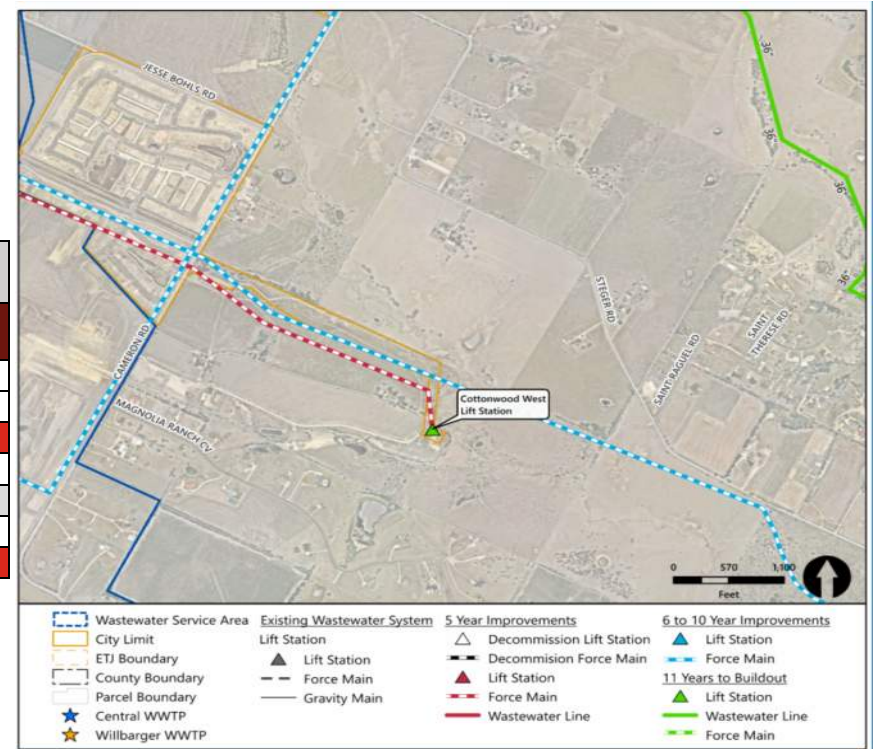 JESSE BOHLS RD
36"
36"
36"
36"
STEGER RD
SAINT
THERESE RD
SAINT RAGUEL RD
CAMERON RD
MAGNOLIA RANCH CV
Cottonwood West
Lift Station
0 570 1,100
Feet
Wastewater Service Area
City Limit
ETJ Boundary
County Boundary
Parcel Boundary
Central WWTP
Willbarger WWTP
Existing Wastewater System
Lift Station
Lift Station
Force Main
Gravity Main
5 Year Improvements
Decommission Lift Station
Decommision Force Main
Lift Station
Force Main
Wastewater Line
6 to 10 Year Improvements
Lift Station
Force Main
11 Years to Buildout
Lift Station
Wastewater Line
Force Main